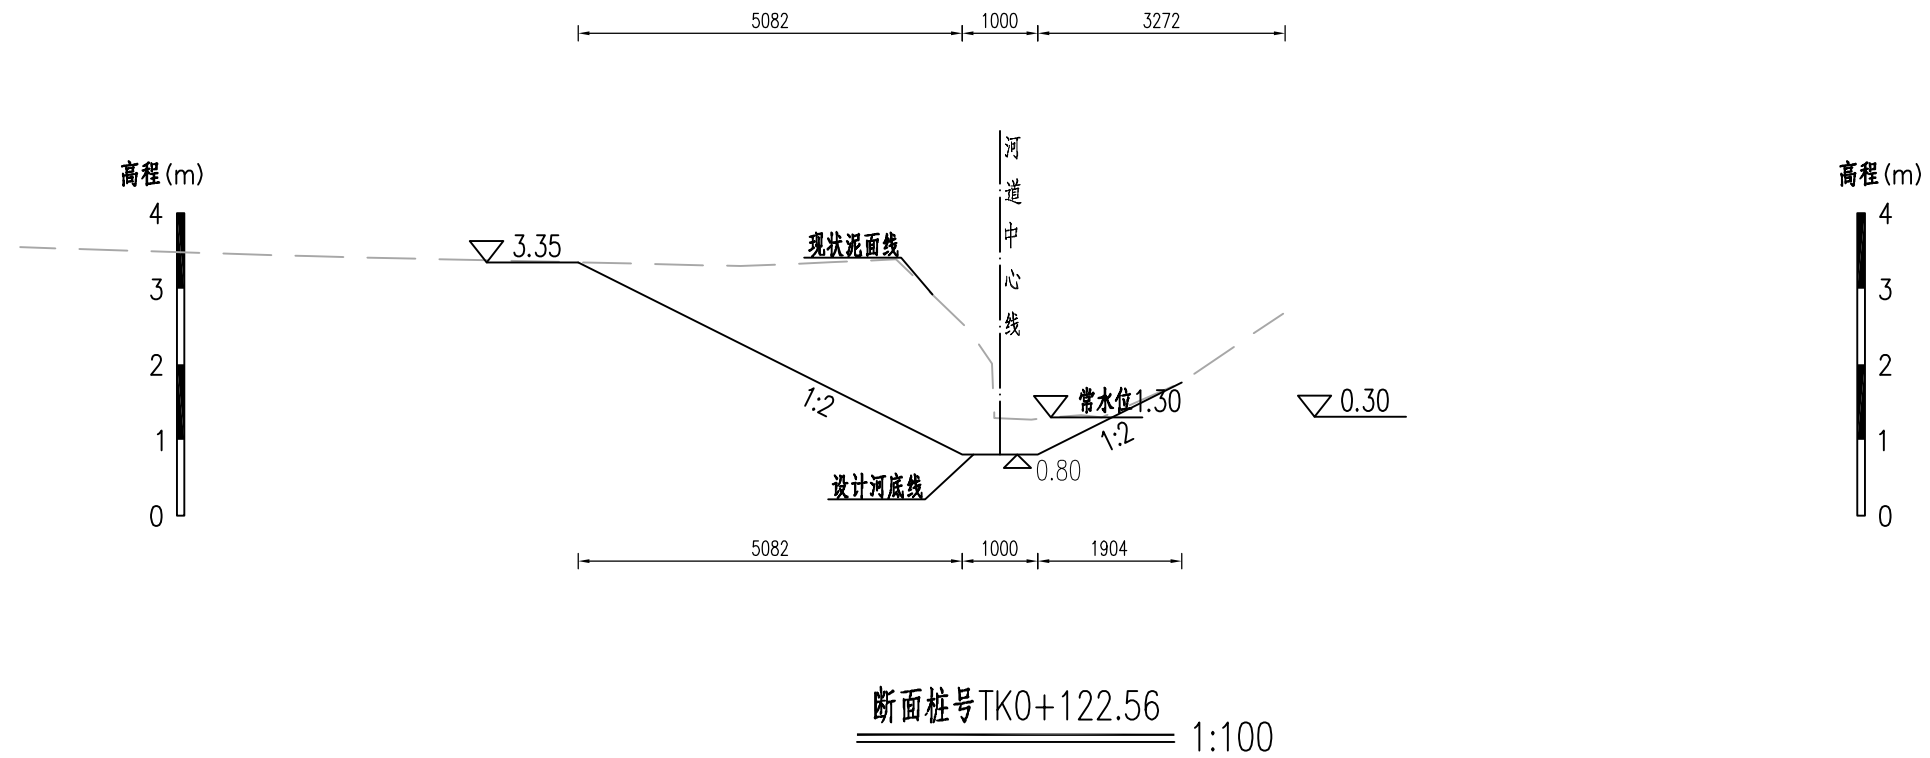 5082 1000 3272
河道中心线
高程(m) 高程(m)
4 4
3.35 现状泥面线
3 3
2 2
1:2 常水位1.30 0.30
1 1:2 1
0.80
设计河底线
0 0
5082 1000 1904
断面桩号TK0+122.56
1:100